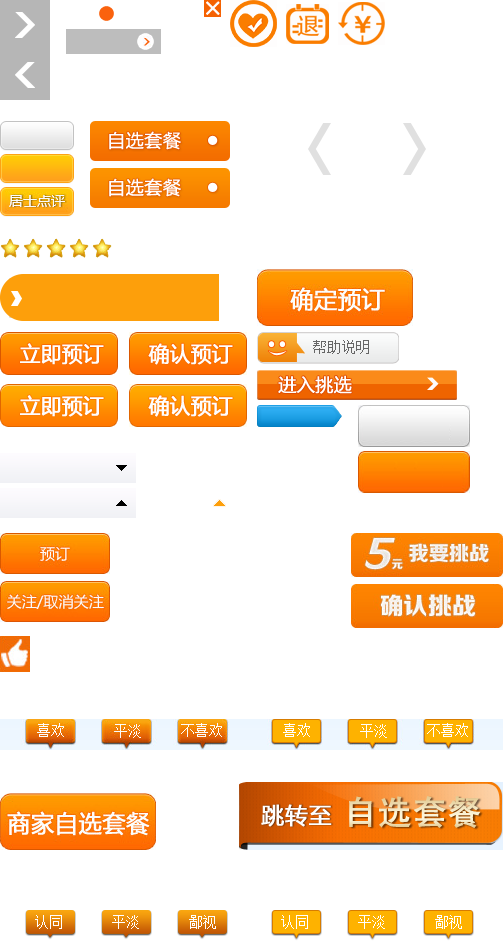 退
¥
自选套餐
自选套餐
居士点评
确定预订
帮助说明
立即预订
确认预订
进入挑选
立即预订
确认预订
预订
5元 我要挑战
关注/取消关注
确认挑战
喜欢
平淡
不喜欢
喜欢
平淡
不喜欢
商家自选套餐
跳转至 自选套餐
认同
平淡
鄙视
认同
平淡
鄙视